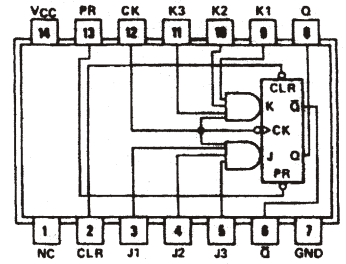 VCC PR CK K3 K2 K1 Q
14 13 12 11 10 9 8
CLR
K Q̅
CK
J Q
PR
1 2 3 4 5 6 7
NC CLR J1 J2 J3 Q̅ GND